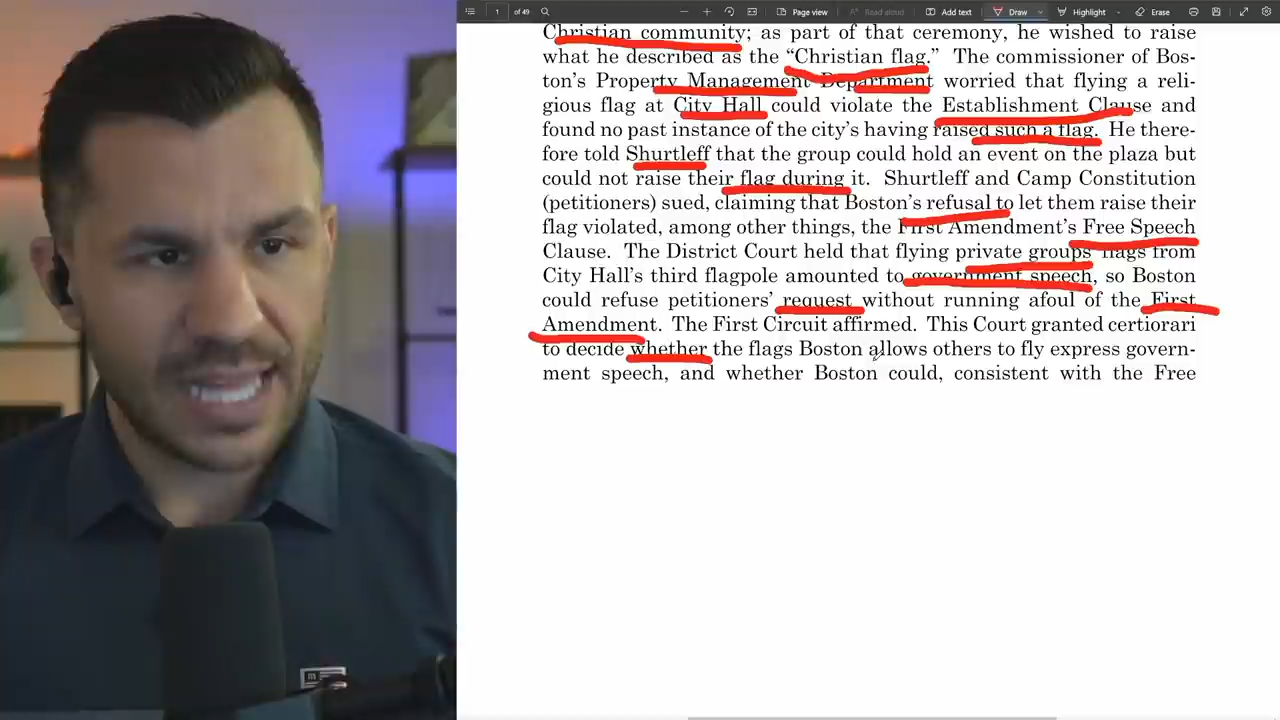 1 of 49 Page view Read aloud Add text Draw Highlight Erase
Christian community; as part of that ceremony, he wished to raise
what he described as the “Christian flag.” The commissioner of Bos-
ton’s Property Management Department worried that flying a reli-
gious flag at City Hall could violate the Establishment Clause and
found no past instance of the city’s having raised such a flag. He there-
fore told Shurtleff that the group could hold an event on the plaza but
could not raise their flag during it. Shurtleff and Camp Constitution
(petitioners) sued, claiming that Boston’s refusal to let them raise their
flag violated, among other things, the First Amendment’s Free Speech
Clause. The District Court held that flying private groups’ flags from
City Hall’s third flagpole amounted to government speech, so Boston
could refuse petitioners’ request without running afoul of the First
Amendment. The First Circuit affirmed. This Court granted certiorari
to decide whether the flags Boston allows others to fly express govern-
ment speech, and whether Boston could, consistent with the Free